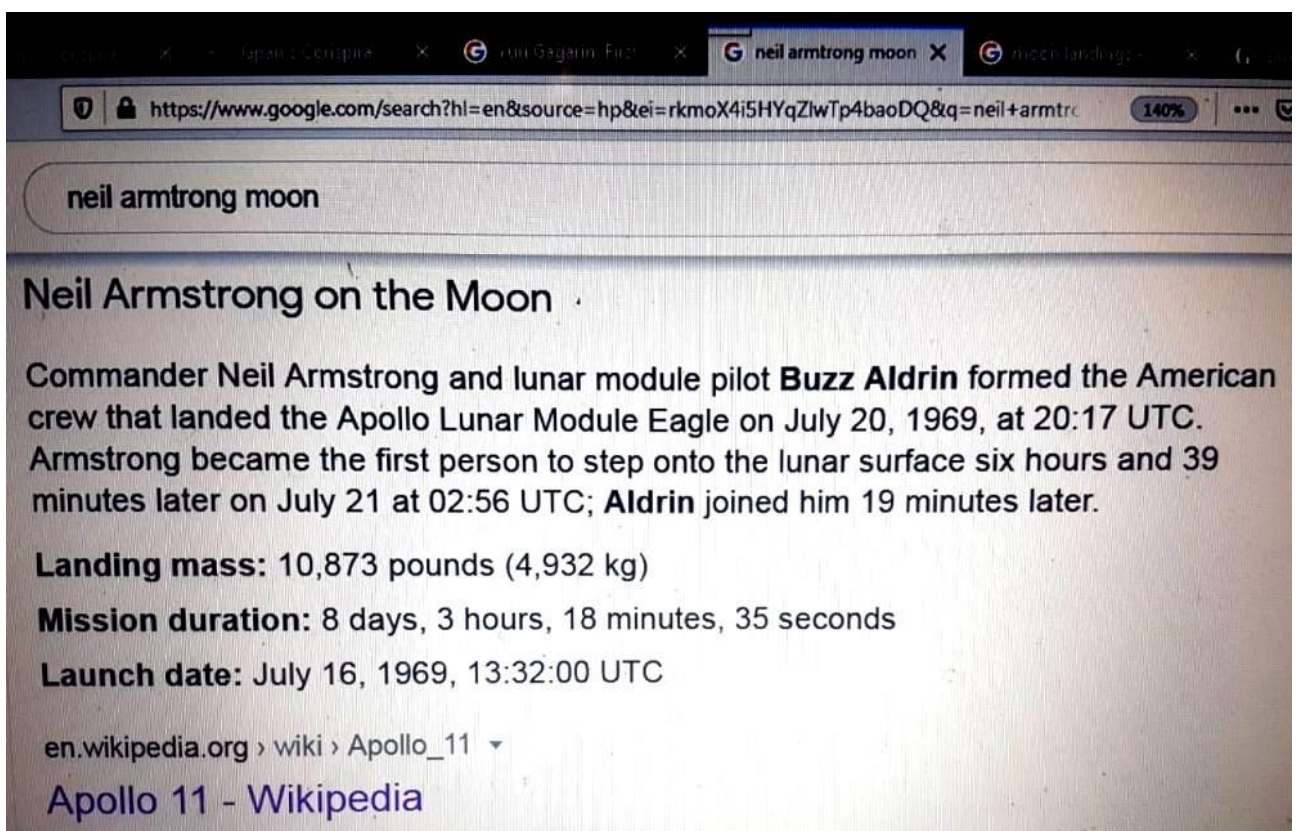 Gagarin: Firs
neil armtrong moon
moon landing
https://www.google.com/search?hl=en&source=hp&ei=rkmoX4i5HYqZlwTp4baoDQ&q=neil+armtr
140%
neil armtrong moon
Neil Armstrong on the Moon
Commander Neil Armstrong and lunar module pilot Buzz Aldrin formed the American
crew that landed the Apollo Lunar Module Eagle on July 20, 1969, at 20:17 UTC.
Armstrong became the first person to step onto the lunar surface six hours and 39
minutes later on July 21 at 02:56 UTC; Aldrin joined him 19 minutes later.
Landing mass: 10,873 pounds (4,932 kg)
Mission duration: 8 days, 3 hours, 18 minutes, 35 seconds
Launch date: July 16, 1969, 13:32:00 UTC
en.wikipedia.org › wiki › Apollo_11
Apollo 11 - Wikipedia